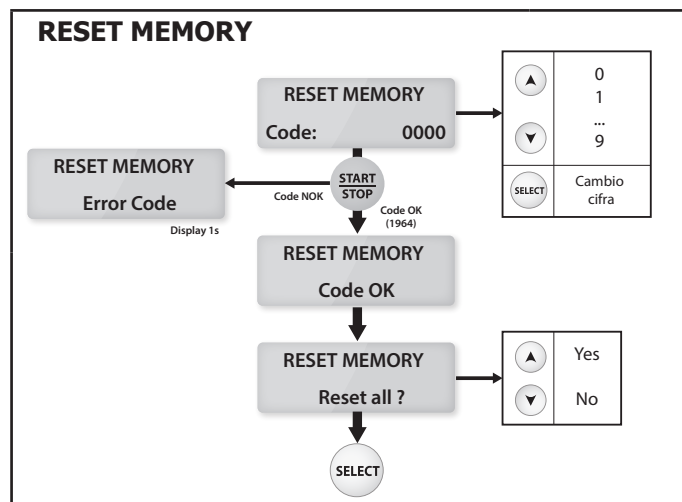 RESET MEMORY
RESET MEMORY
Code: 0000
0
1
...
9
SELECT
Cambio
cifra
START
STOP
Code NOK
RESET MEMORY
Error Code
Display 1s
Code OK
(1964)
RESET MEMORY
Code OK
RESET MEMORY
Reset all ?
Yes
No
SELECT